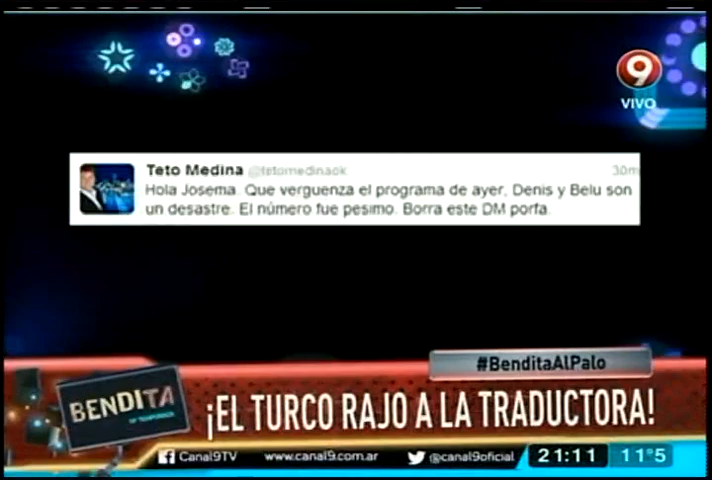 9
VIVO
Teto Medina @tetomedinaok 30m
Hola Josema. Que verguenza el programa de ayer, Denis y Belu son
un desastre. El número fue pesimo. Borra este DM porfa.
#BenditaAlPalo
BENDITA
¡EL TURCO RAJO A LA TRADUCTORA!
Canal9TV www.canal9.com.ar @canal9oficial 21:11 11°5